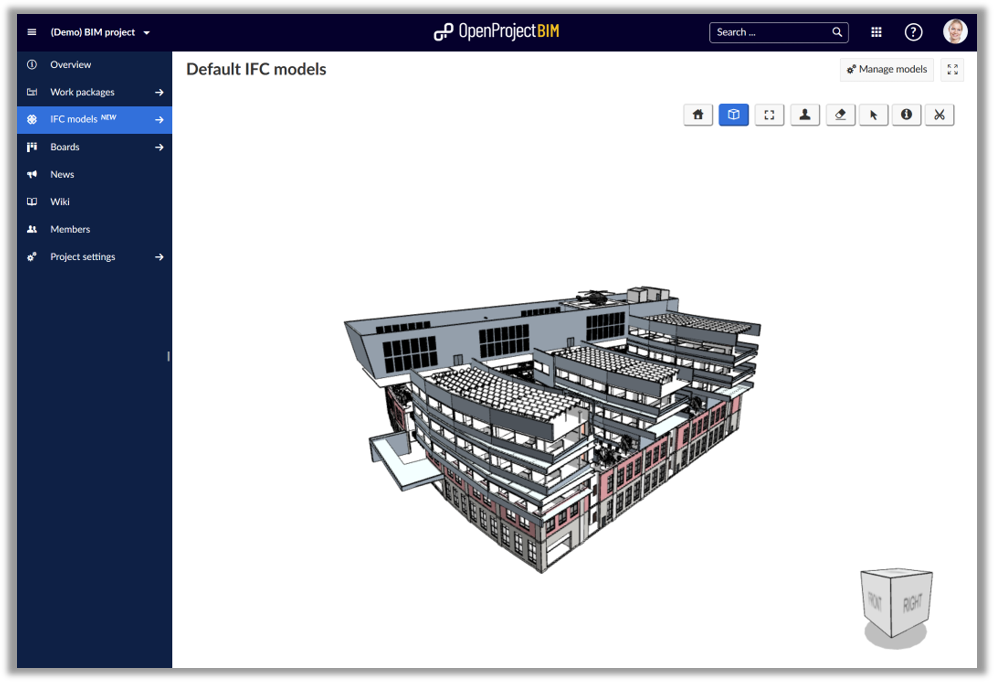 (Demo) BIM project
OpenProjectBIM
Search ...
?
Overview
Work packages
IFC models NEW
Boards
News
Wiki
Members
Project settings
Default IFC models
Manage models
FRONT
RIGHT